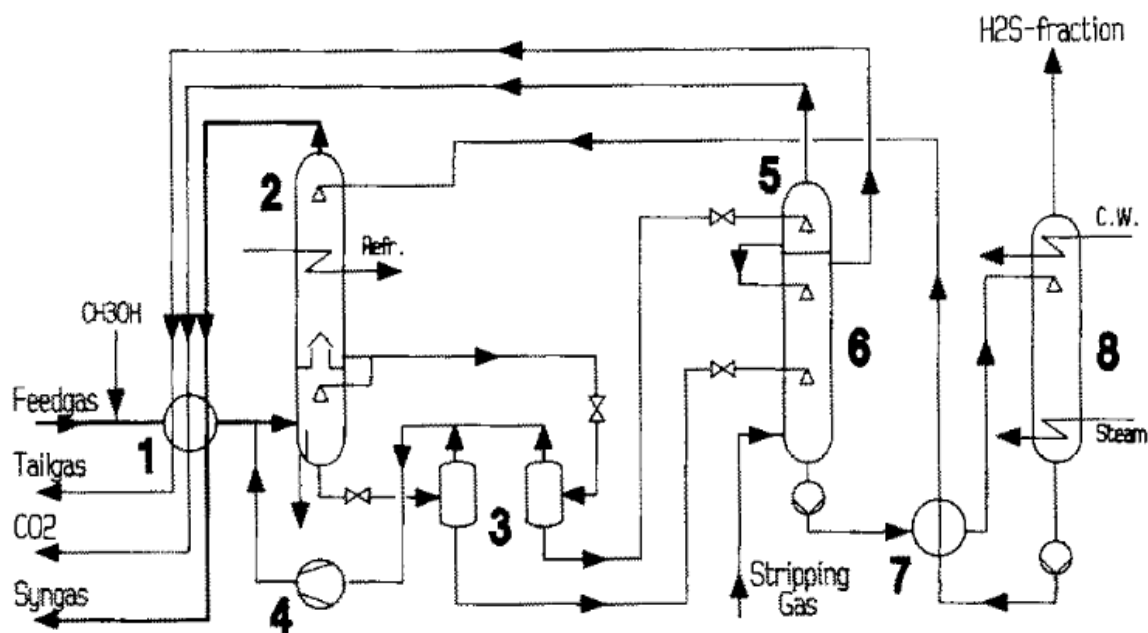 H2S-fraction
2
5
C.W.
Refr.
CH3OH
6
8
Feedgas
1
Steam
Tailgas
3
CO2
7
Stripping
Gas
Syngas
4